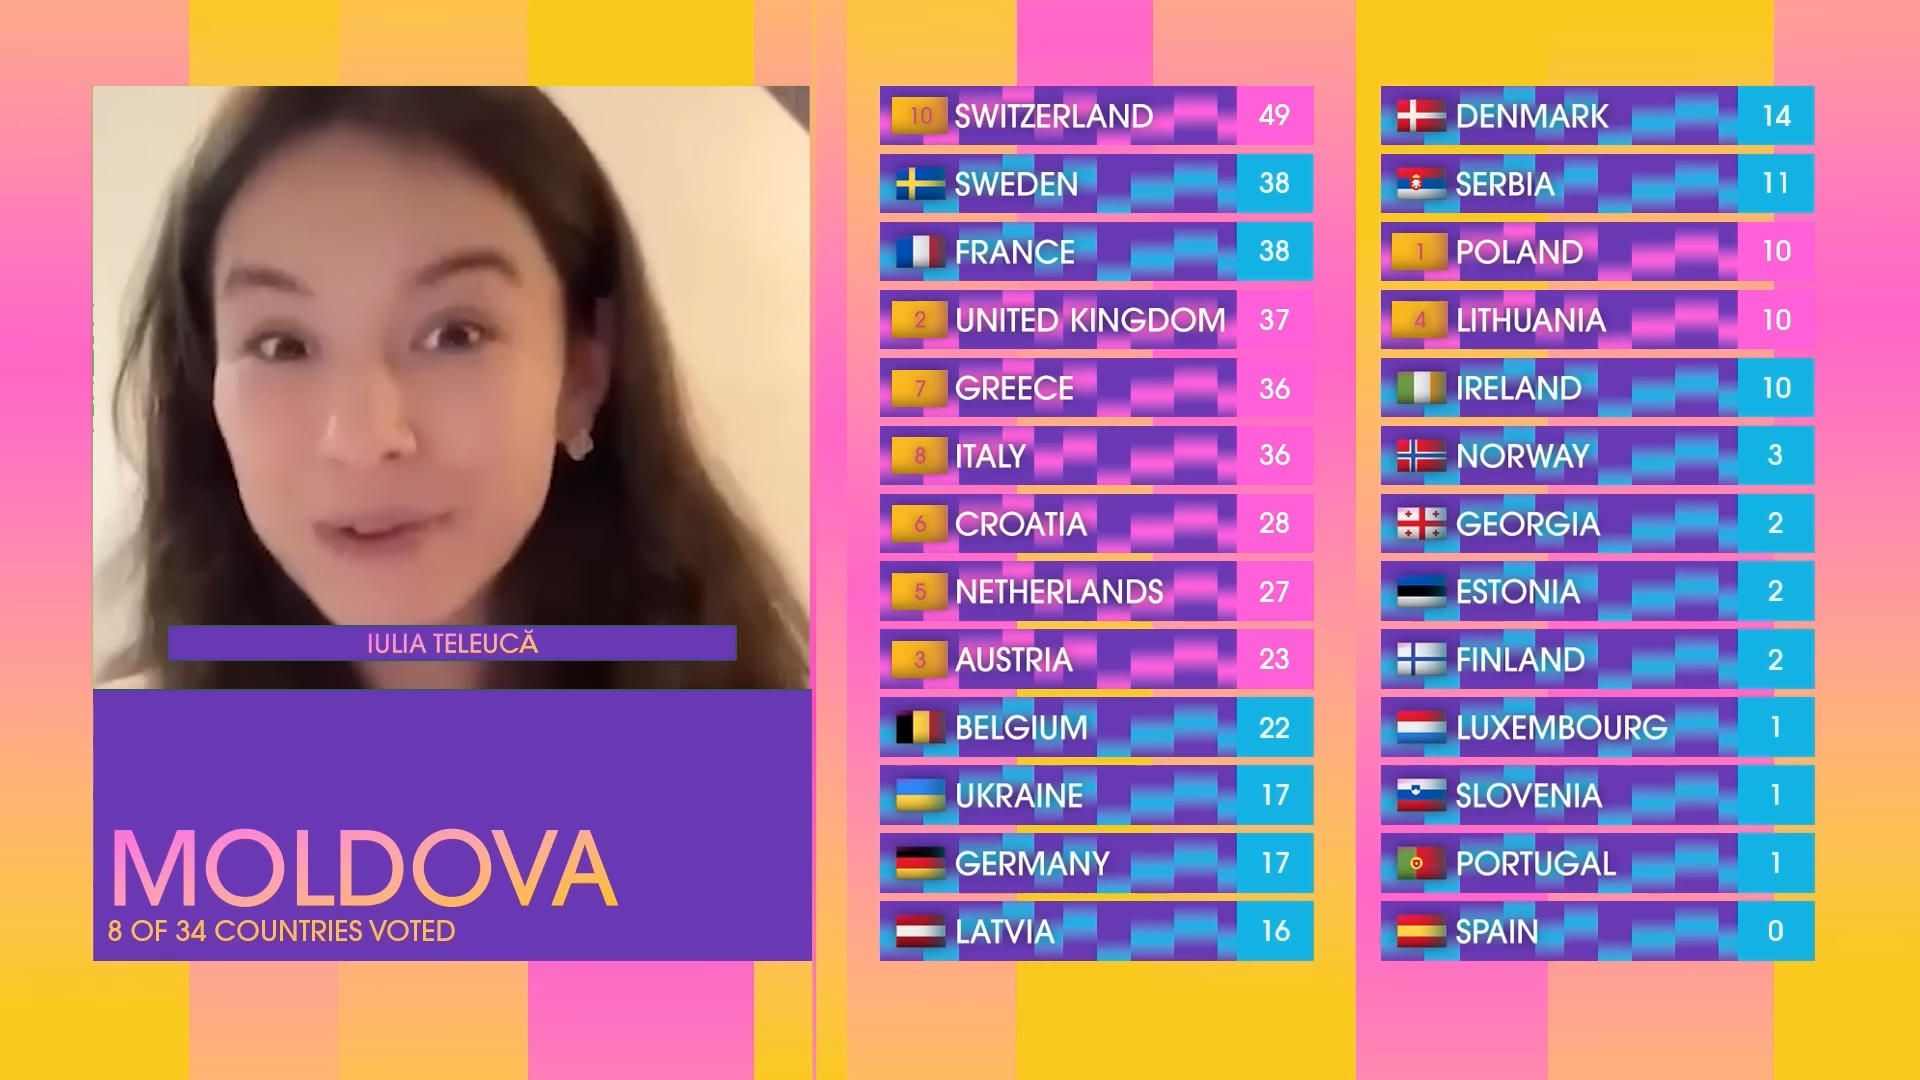 IULIA TELEUCĂ
MOLDOVA
8 OF 34 COUNTRIES VOTED
10 SWITZERLAND 49
SWEDEN 38
FRANCE 38
2 UNITED KINGDOM 37
7 GREECE 36
8 ITALY 36
6 CROATIA 28
5 NETHERLANDS 27
3 AUSTRIA 23
BELGIUM 22
UKRAINE 17
GERMANY 17
LATVIA 16
DENMARK 14
SERBIA 11
1 POLAND 10
4 LITHUANIA 10
IRELAND 10
NORWAY 3
GEORGIA 2
ESTONIA 2
FINLAND 2
LUXEMBOURG 1
SLOVENIA 1
PORTUGAL 1
SPAIN 0